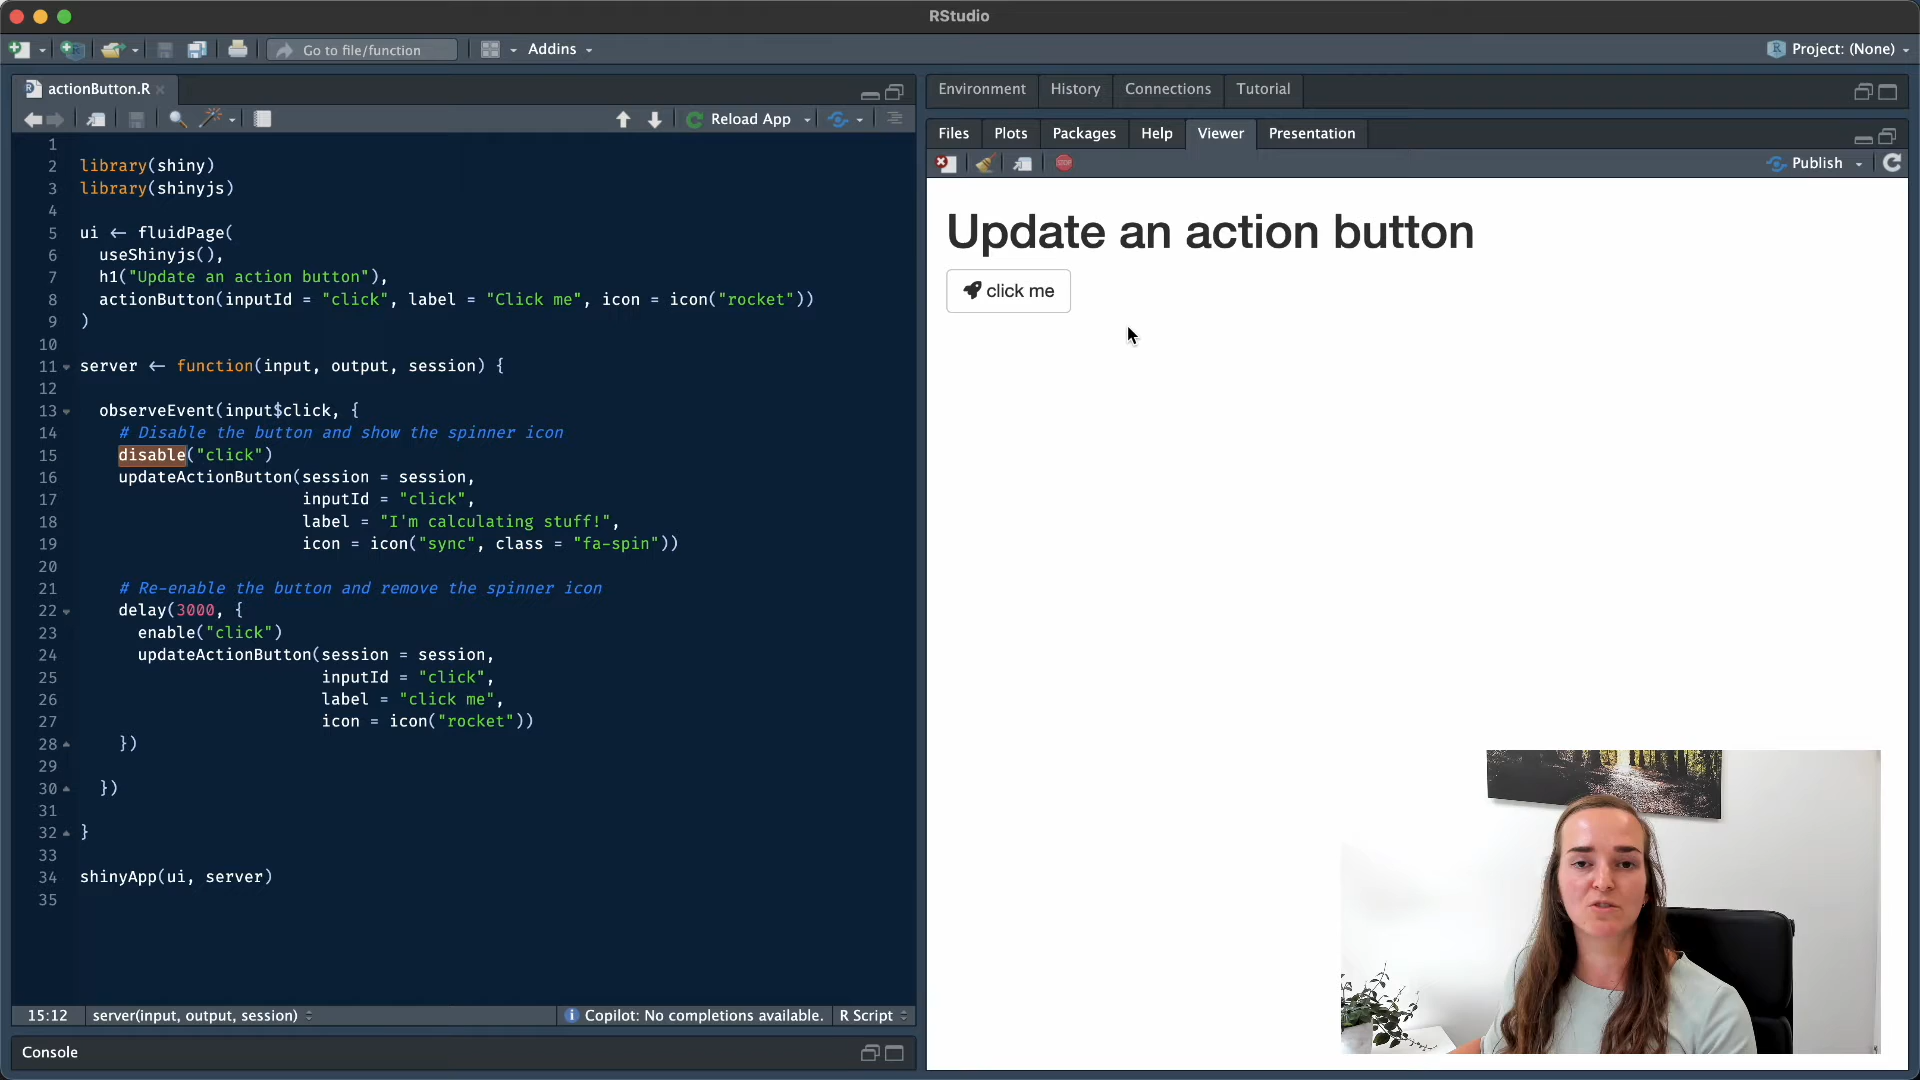 RStudio
Go to file/function
Addins
Project: (None)
actionButton.R
Reload App
1
2 library(shiny)
3 library(shinyjs)
4
5 ui ← fluidPage(
6 useShinyjs(),
7 h1("Update an action button"),
8 actionButton(inputId = "click", label = "Click me", icon = icon("rocket"))
9 )
10
11 server ← function(input, output, session) {
12
13 observeEvent(input$click, {
14 # Disable the button and show the spinner icon
15 disable("click")
16 updateActionButton(session = session,
17 inputId = "click",
18 label = "I'm calculating stuff!",
19 icon = icon("sync", class = "fa-spin"))
20
21 # Re-enable the button and remove the spinner icon
22 delay(3000, {
23 enable("click")
24 updateActionButton(session = session,
25 inputId = "click",
26 label = "click me",
27 icon = icon("rocket"))
28 })
29
30 })
31
32 }
33
34 shinyApp(ui, server)
35
15:12 server(input, output, session) Copilot: No completions available. R Script
Console
Environment History Connections Tutorial
Files Plots Packages Help Viewer Presentation
STOP
Publish
Update an action button
click me